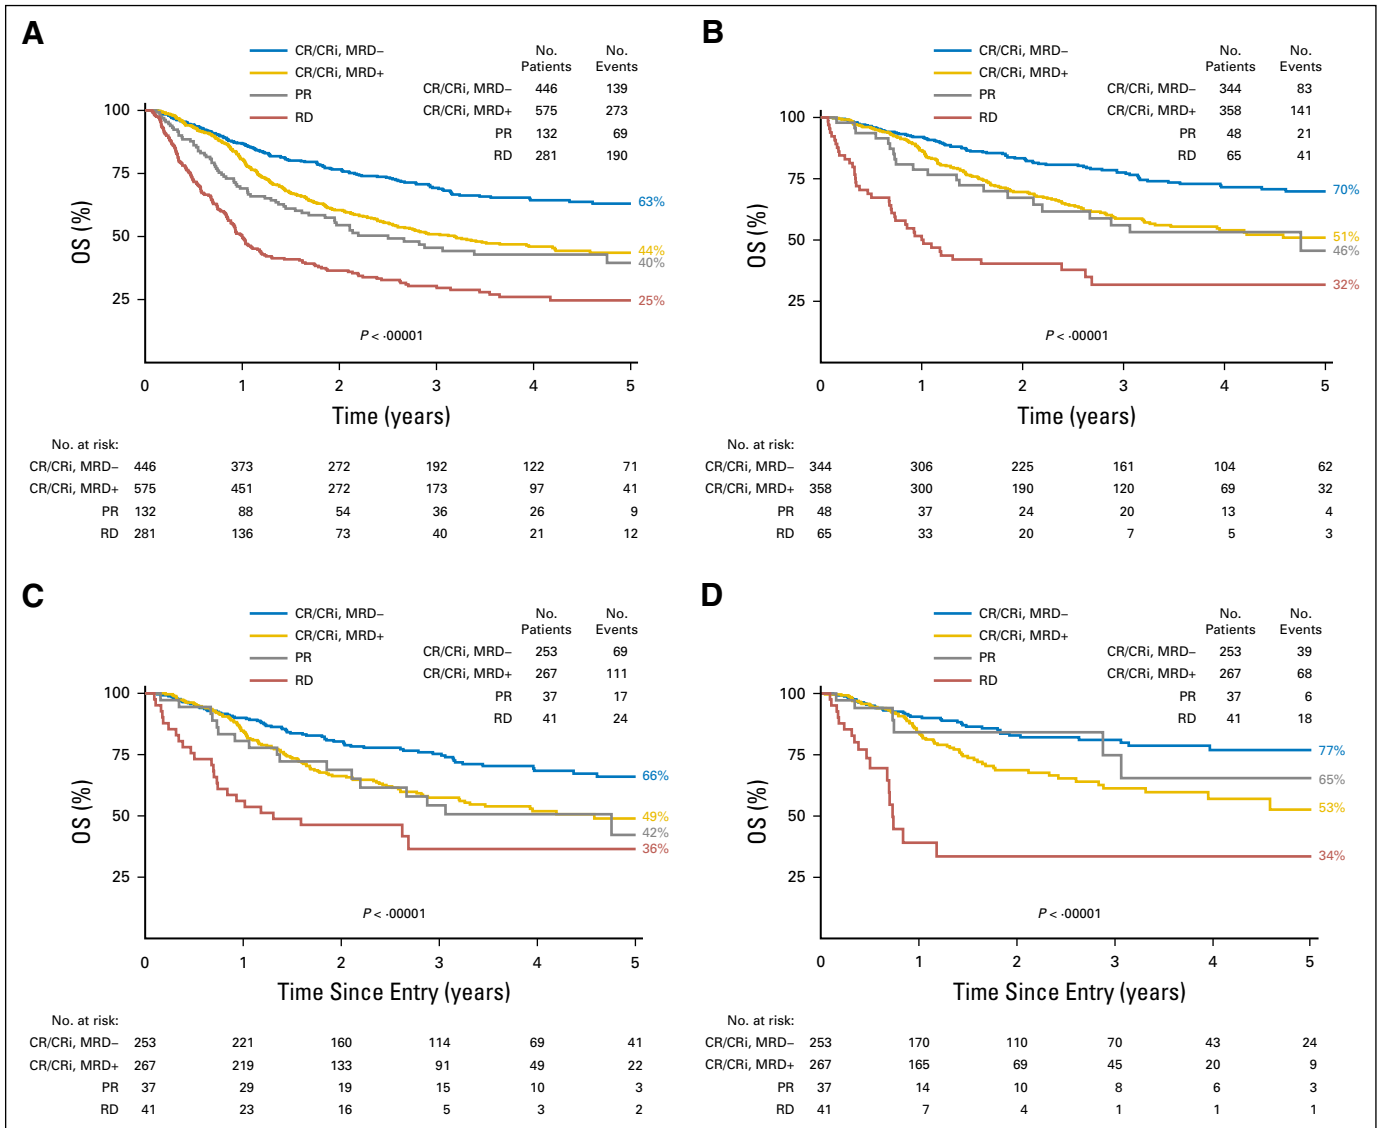 A
CR/CRi, MRD–
CR/CRi, MRD+
PR
RD
No. Patients No. Events
CR/CRi, MRD– 446 139
CR/CRi, MRD+ 575 273
PR 132 69
RD 281 190
100
75
50
25
OS (%)
63%
44%
40%
25%
P < ·00001
0 1 2 3 4 5
Time (years)
No. at risk:
CR/CRi, MRD– 446 373 272 192 122 71
CR/CRi, MRD+ 575 451 272 173 97 41
PR 132 88 54 36 26 9
RD 281 136 73 40 21 12
B
CR/CRi, MRD–
CR/CRi, MRD+
PR
RD
No. Patients No. Events
CR/CRi, MRD– 344 83
CR/CRi, MRD+ 358 141
PR 48 21
RD 65 41
100
75
50
25
OS (%)
70%
51%
46%
32%
P < ·00001
0 1 2 3 4 5
Time (years)
No. at risk:
CR/CRi, MRD– 344 306 225 161 104 62
CR/CRi, MRD+ 358 300 190 120 69 32
PR 48 37 24 20 13 4
RD 65 33 20 7 5 3
C
CR/CRi, MRD–
CR/CRi, MRD+
PR
RD
No. Patients No. Events
CR/CRi, MRD– 253 69
CR/CRi, MRD+ 267 111
PR 37 17
RD 41 24
100
75
50
25
OS (%)
66%
49%
42%
36%
P < ·00001
0 1 2 3 4 5
Time Since Entry (years)
No. at risk:
CR/CRi, MRD– 253 221 160 114 69 41
CR/CRi, MRD+ 267 219 133 91 49 22
PR 37 29 19 15 10 3
RD 41 23 16 5 3 2
D
CR/CRi, MRD–
CR/CRi, MRD+
PR
RD
No. Patients No. Events
CR/CRi, MRD– 253 39
CR/CRi, MRD+ 267 68
PR 37 6
RD 41 18
100
75
50
25
OS (%)
77%
65%
53%
34%
P < ·00001
0 1 2 3 4 5
Time Since Entry (years)
No. at risk:
CR/CRi, MRD– 253 170 110 70 43 24
CR/CRi, MRD+ 267 165 69 45 20 9
PR 37 14 10 8 6 3
RD 41 7 4 1 1 1